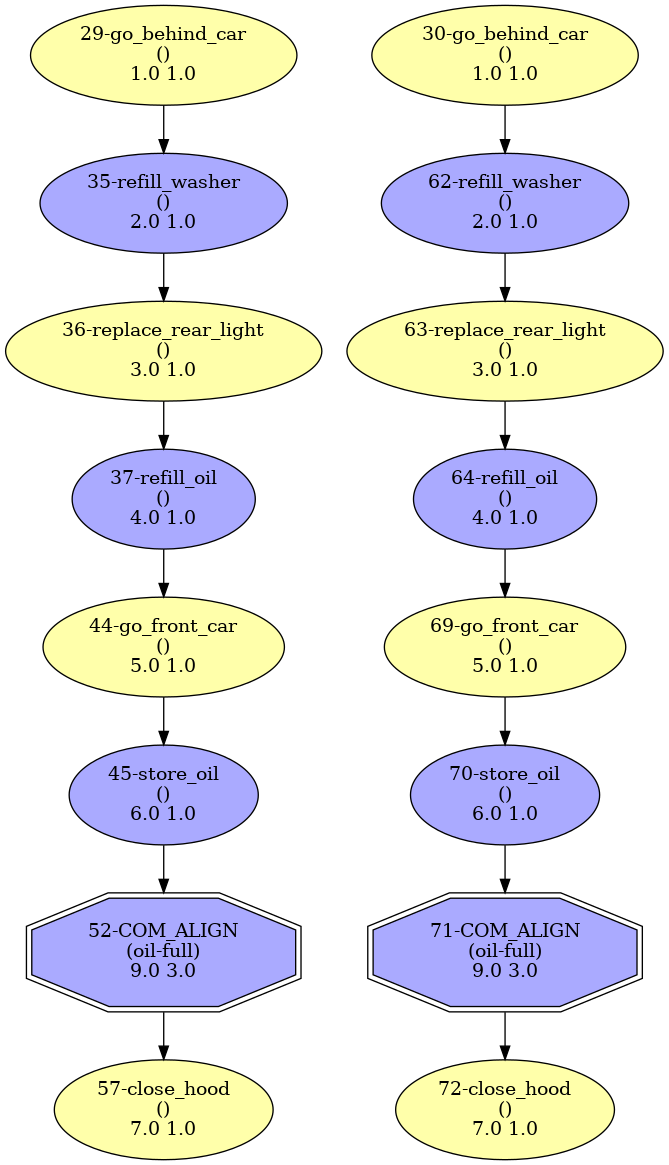 29-go_behind_car
()
1.0 1.0
35-refill_washer
()
2.0 1.0
36-replace_rear_light
()
3.0 1.0
37-refill_oil
()
4.0 1.0
44-go_front_car
()
5.0 1.0
45-store_oil
()
6.0 1.0
52-COM_ALIGN
(oil-full)
9.0 3.0
57-close_hood
()
7.0 1.0
30-go_behind_car
()
1.0 1.0
62-refill_washer
()
2.0 1.0
63-replace_rear_light
()
3.0 1.0
64-refill_oil
()
4.0 1.0
69-go_front_car
()
5.0 1.0
70-store_oil
()
6.0 1.0
71-COM_ALIGN
(oil-full)
9.0 3.0
72-close_hood
()
7.0 1.0